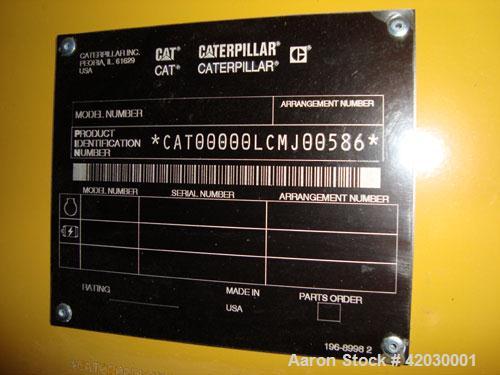 CATERPILLAR INC. CAT® CATERPILLAR® C®
PEORIA, IL. 61629
USA CAT® CATERPILLAR®
ARRANGEMENT NUMBER
MODEL NUMBER
PRODUCT
IDENTIFICATION *CAT00000LCMJ00586*
NUMBER
MODEL NUMBER SERIAL NUMBER ARRANGEMENT NUMBER
RATING MADE IN PARTS ORDER
USA
196-8998 2
Aaron Stock # 42030001